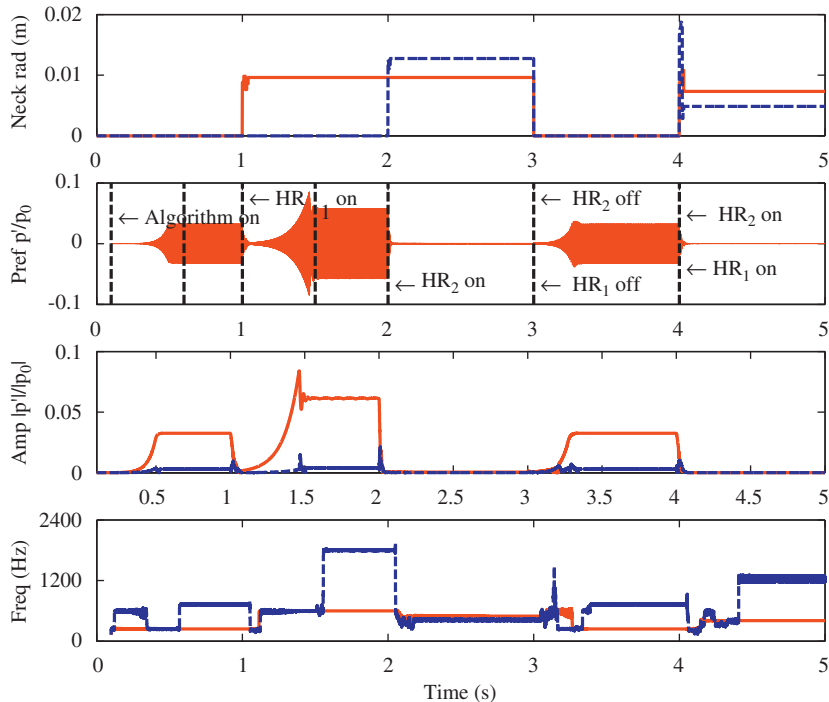 Neck rad (m)
0.02
0.01
0
0 1 2 3 4 5
Pref p'/p0
0.1
0
-0.1
← Algorithm on
← HR1 on
← HR2 on
← HR2 off
← HR1 off
← HR2 on
← HR1 on
0 1 2 3 4 5
Amp |p'|/|p0|
0.1
0.05
0
0.5 1 1.5 2 2.5 3 3.5 4 4.5 5
Freq (Hz)
2400
1200
0
0 1 2 3 4 5
Time (s)